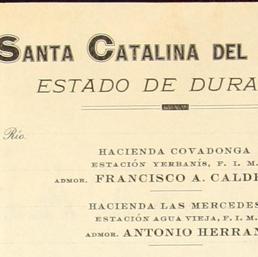 SANTA CATALINA DEL
ESTADO DE DURA
Río.
HACIENDA COVADONGA
ESTACIÓN YERBANÍS, F. I. M.
ADMOR. FRANCISCO A. CALDE
HACIENDA LAS MERCEDES
ESTACIÓN AGUA VIEJA, F. I. M.
ADMOR. ANTONIO HERRAN